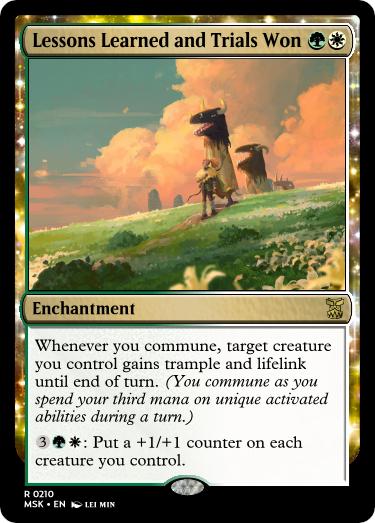 Lessons Learned and Trials Won
Enchantment
Whenever you commune, target creature
you control gains trample and lifelink
until end of turn. (You commune as you
spend your third mana on unique activated
abilities during a turn.)
3: Put a +1/+1 counter on each
creature you control.
R 0210
MSK • EN LEI MIN